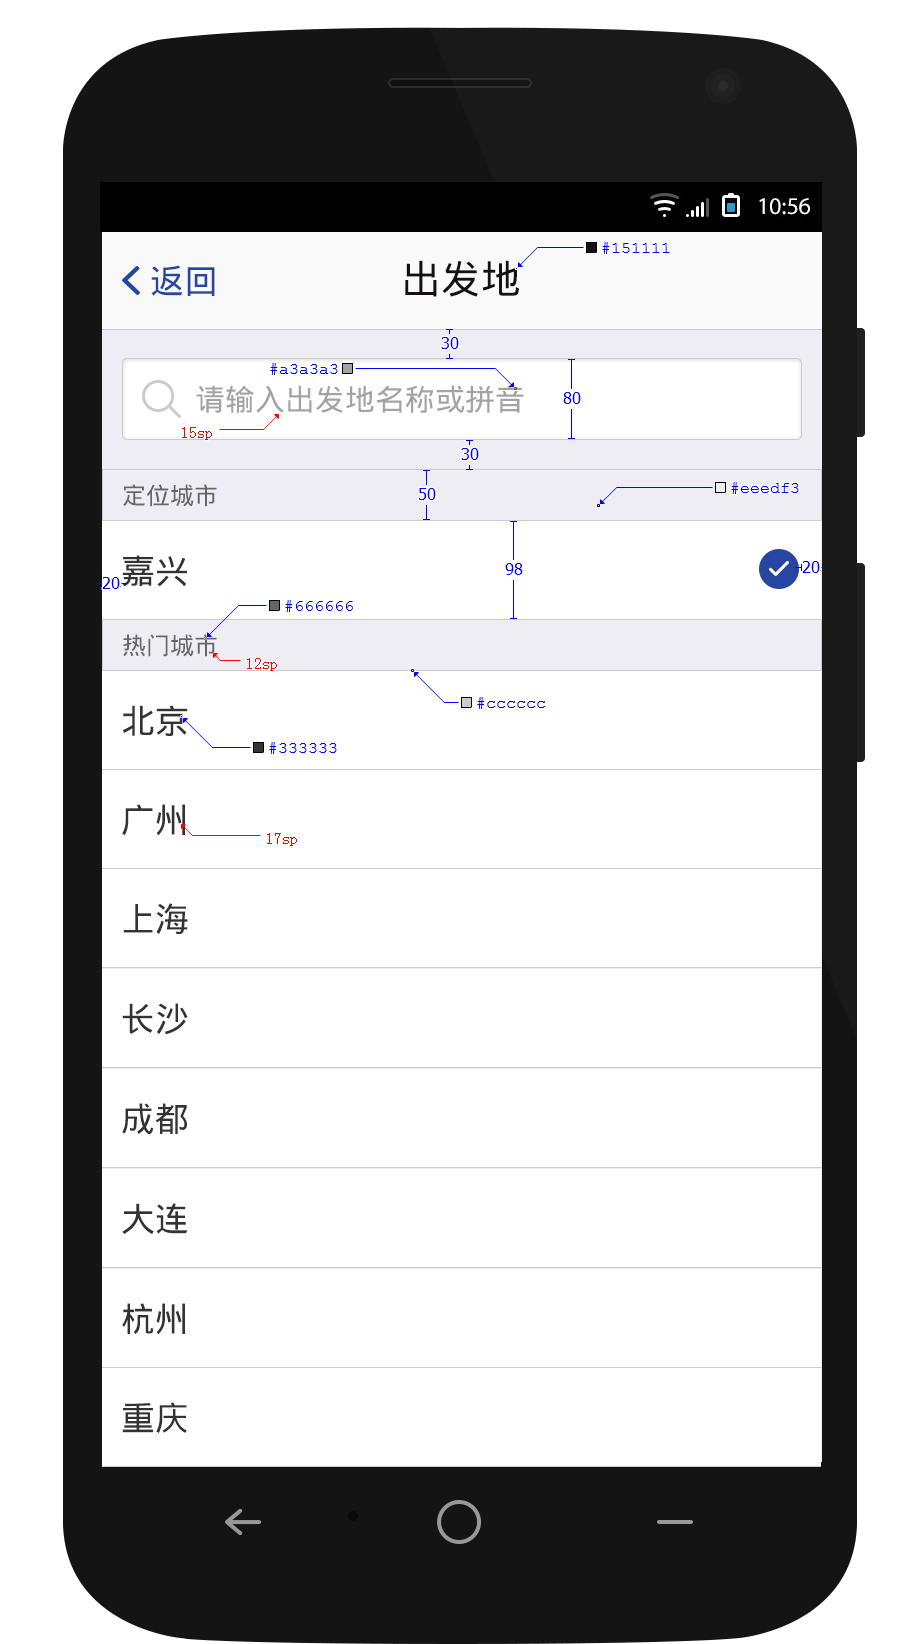 10:56
#151111
返回
出发地
30
#a3a3a3
请输入出发地名称或拼音
80
15sp
30
50
#eeedf3
定位城市
嘉兴
98
20
20
#666666
热门城市
12sp
#cccccc
北京
#333333
广州
17sp
上海
长沙
成都
大连
杭州
重庆